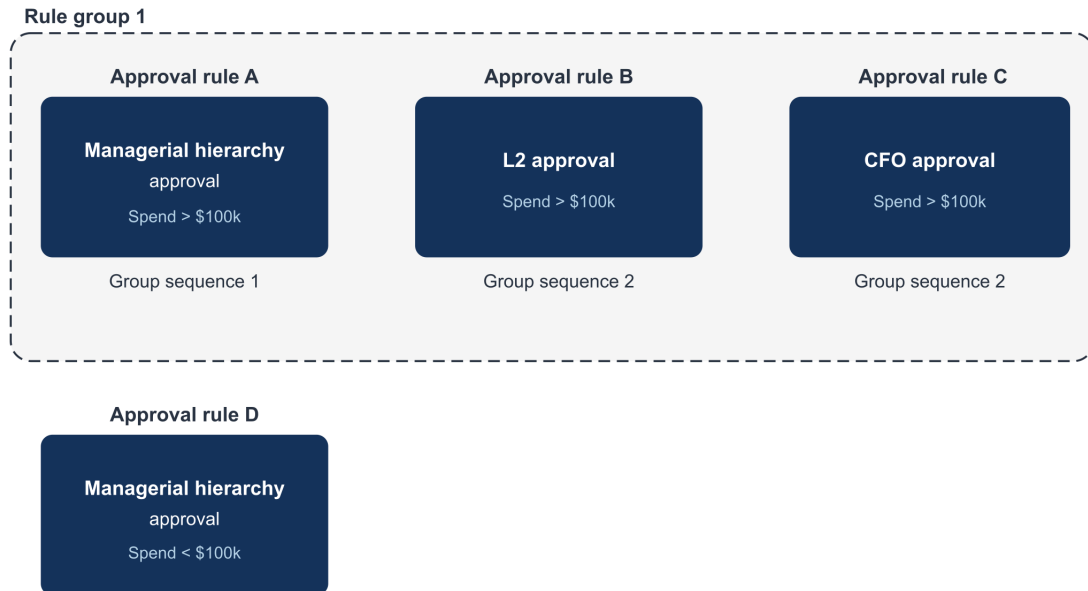 Rule group 1
Approval rule A
Managerial hierarchy
approval
Spend > $100k
Group sequence 1
Approval rule B
L2 approval
Spend > $100k
Group sequence 2
Approval rule C
CFO approval
Spend > $100k
Group sequence 2
Approval rule D
Managerial hierarchy
approval
Spend < $100k